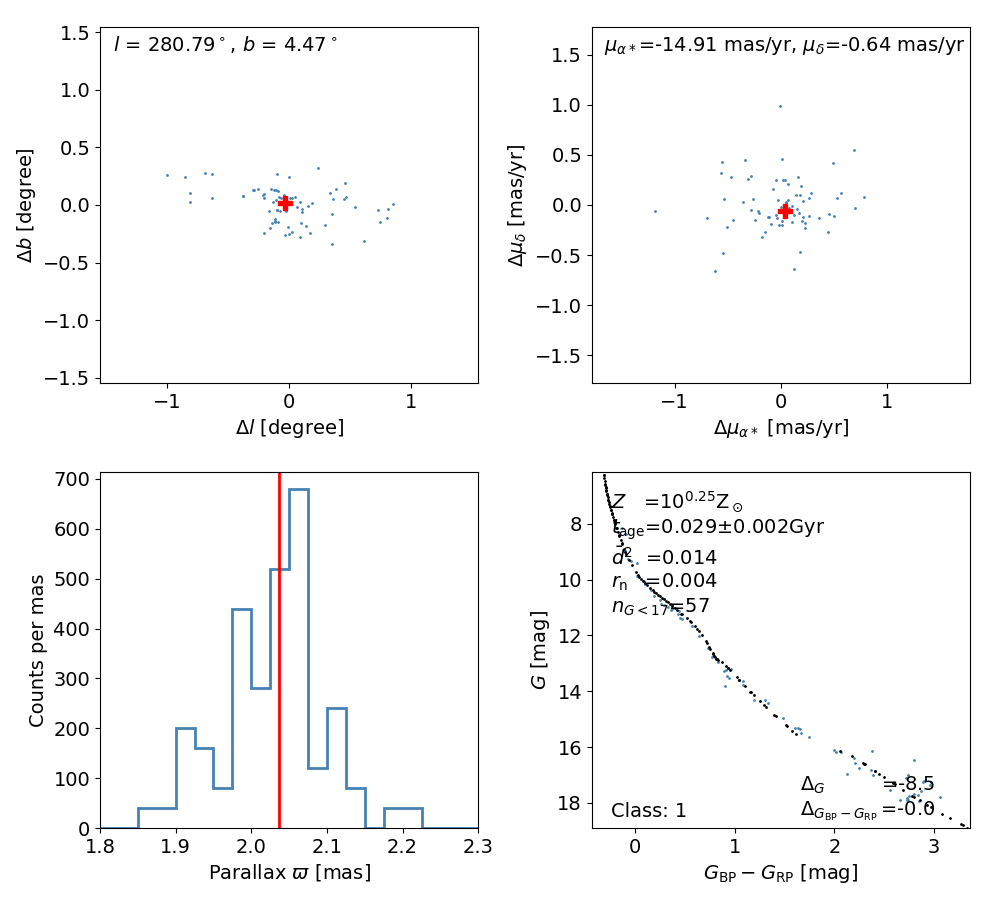 l = 280.79°, b = 4.47°
1.5
1.0
0.5
0.0
−0.5
−1.0
−1.5
Δb [degree]
−1
0
1
Δl [degree]
μα*=-14.91 mas/yr, μδ=-0.64 mas/yr
1.5
1.0
0.5
0.0
−0.5
−1.0
−1.5
Δμδ [mas/yr]
−1
0
1
Δμα* [mas/yr]
700
600
500
400
300
200
100
0
Counts per mas
1.8
1.9
2.0
2.1
2.2
2.3
Parallax ϖ [mas]
Z =10^0.25 Z⊙
t_age=0.029±0.002Gyr
d̄² =0.014
r_n =0.004
n_G<17=57
Δ_G =-8.5
Class: 1
Δ_GBP−GRP=-0.0
8
10
12
14
16
18
G [mag]
0
1
2
3
G_BP − G_RP [mag]